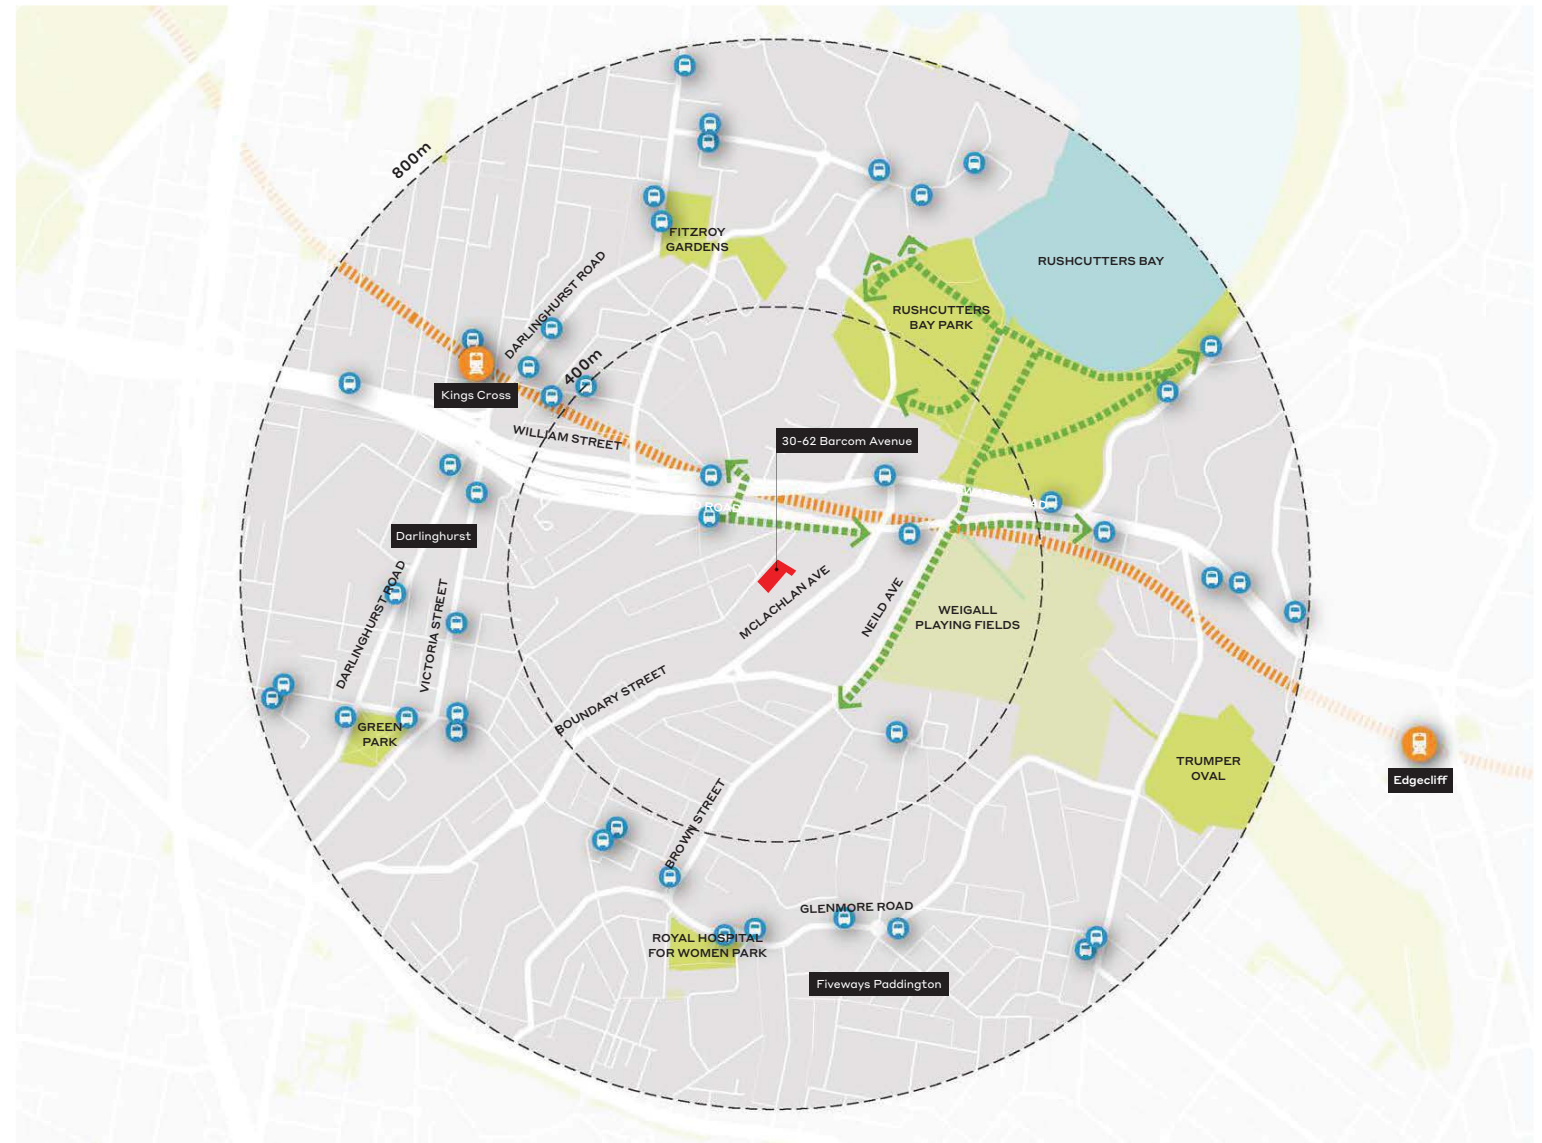 800m
FITZROY
GARDENS
DARLINGHURST ROAD
RUSHCUTTERS BAY
RUSHCUTTERS
BAY PARK
400m
Kings Cross
WILLIAM STREET
30-62 Barcom Avenue
Darlinghurst
DARLINGHURST ROAD
VICTORIA STREET
MCLACHLAN AVE
NEILD AVE
WEIGALL
PLAYING FIELDS
BOUNDARY STREET
GREEN
PARK
TRUMPER
OVAL
Edgecliff
BROWN STREET
GLENMORE ROAD
ROYAL HOSPITAL
FOR WOMEN PARK
Fiveways Paddington